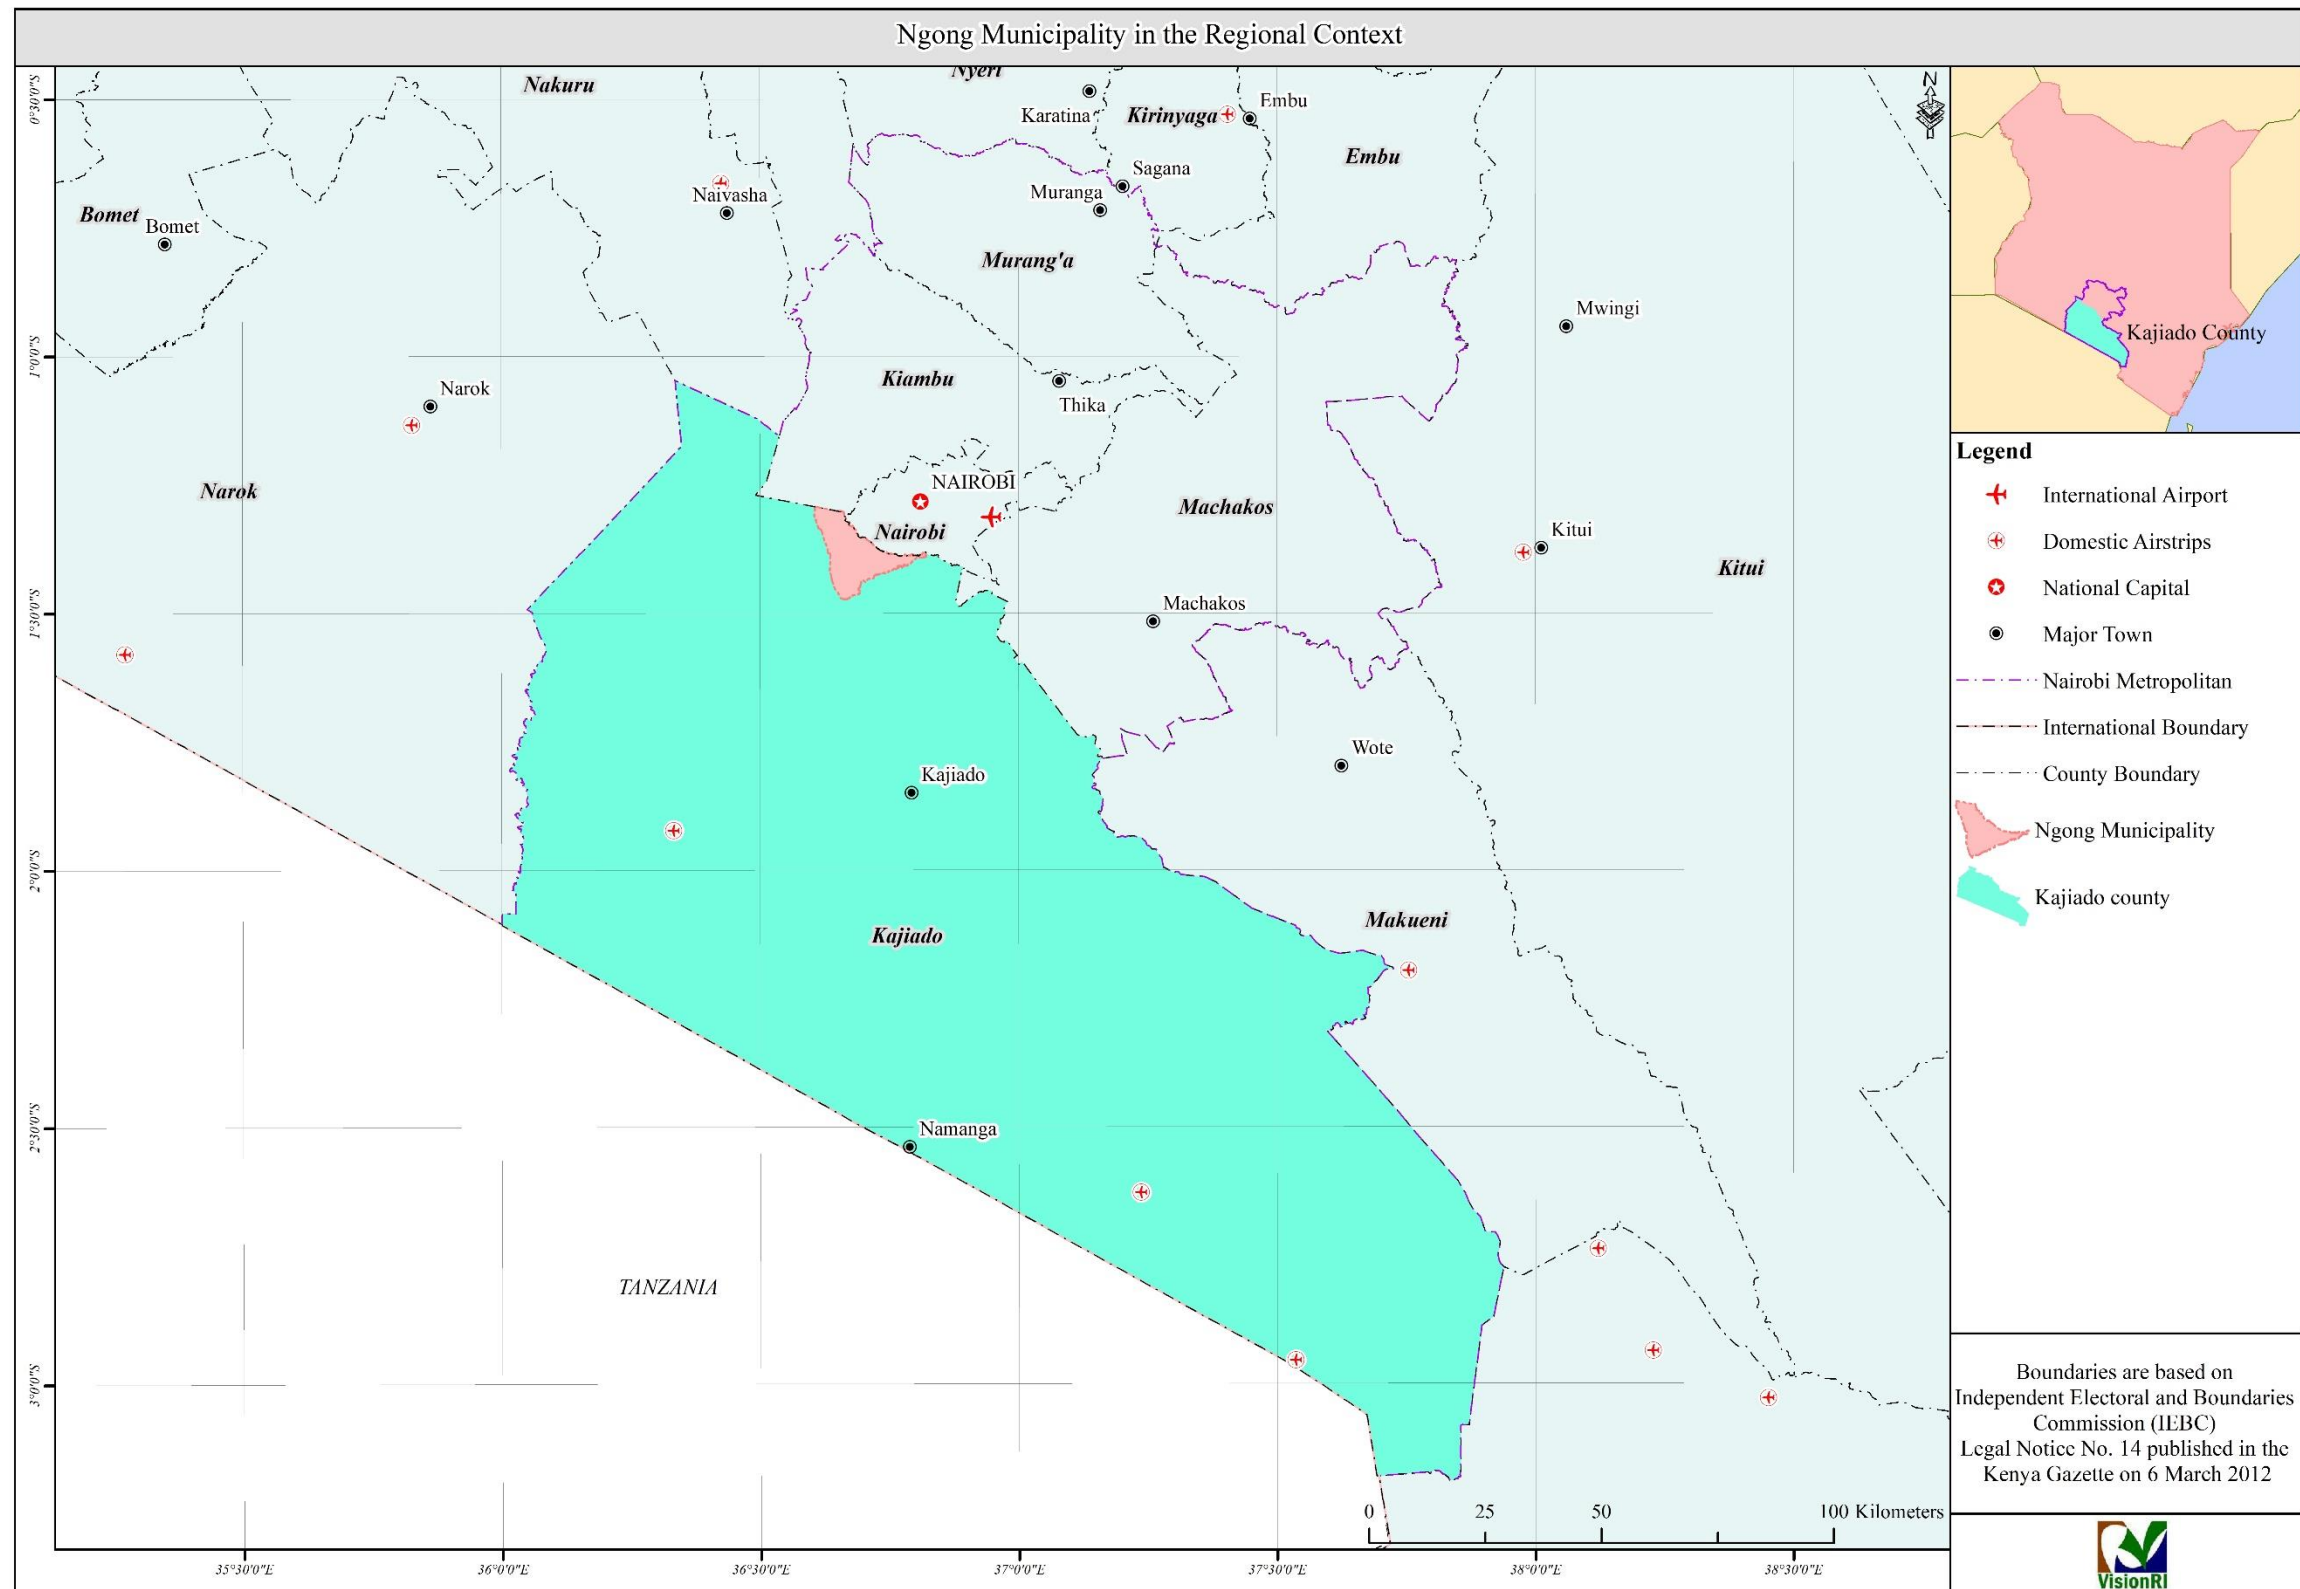 Ngong Municipality in the Regional Context
Nakuru
Nyeri
Karatina
Kirinyaga
Embu
Embu
Naivasha
Sagana
Muranga
Bomet
Bomet
Murang'a
Mwingi
Narok
Kiambu
Thika
Narok
NAIROBI
Nairobi
Machakos
Kitui
Kitui
Machakos
Wote
Kajiado
Kajiado
Makueni
Namanga
TANZANIA
0 25 50 100 Kilometers
0°30'0"S
1°0'0"S
1°30'0"S
2°0'0"S
2°30'0"S
3°0'0"S
35°30'0"E
36°0'0"E
36°30'0"E
37°0'0"E
37°30'0"E
38°0'0"E
38°30'0"E
N
Kajiado County
Legend
International Airport
Domestic Airstrips
National Capital
Major Town
Nairobi Metropolitan
International Boundary
County Boundary
Ngong Municipality
Kajiado county
Boundaries are based on
Independent Electoral and Boundaries
Commission (IEBC)
Legal Notice No. 14 published in the
Kenya Gazette on 6 March 2012
VisionRI